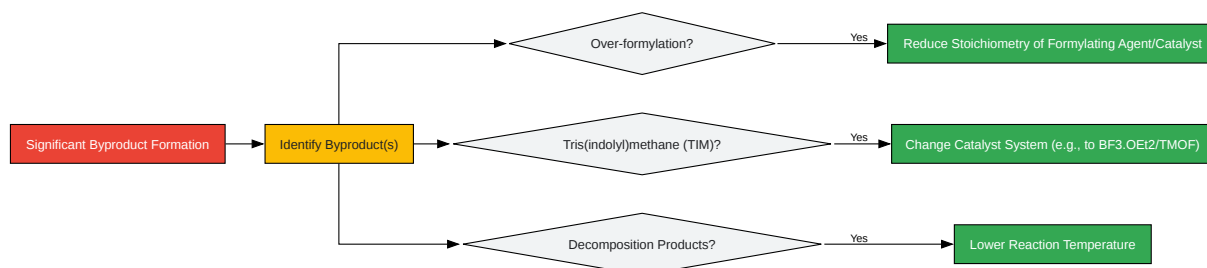 Over-formylation?
Yes
Reduce Stoichiometry of Formylating Agent/Catalyst
Significant Byproduct Formation
Identify Byproduct(s)
Tris(indolyl)methane (TIM)?
Yes
Change Catalyst System (e.g., to BF3.OEt2/TMOF)
Decomposition Products?
Yes
Lower Reaction Temperature